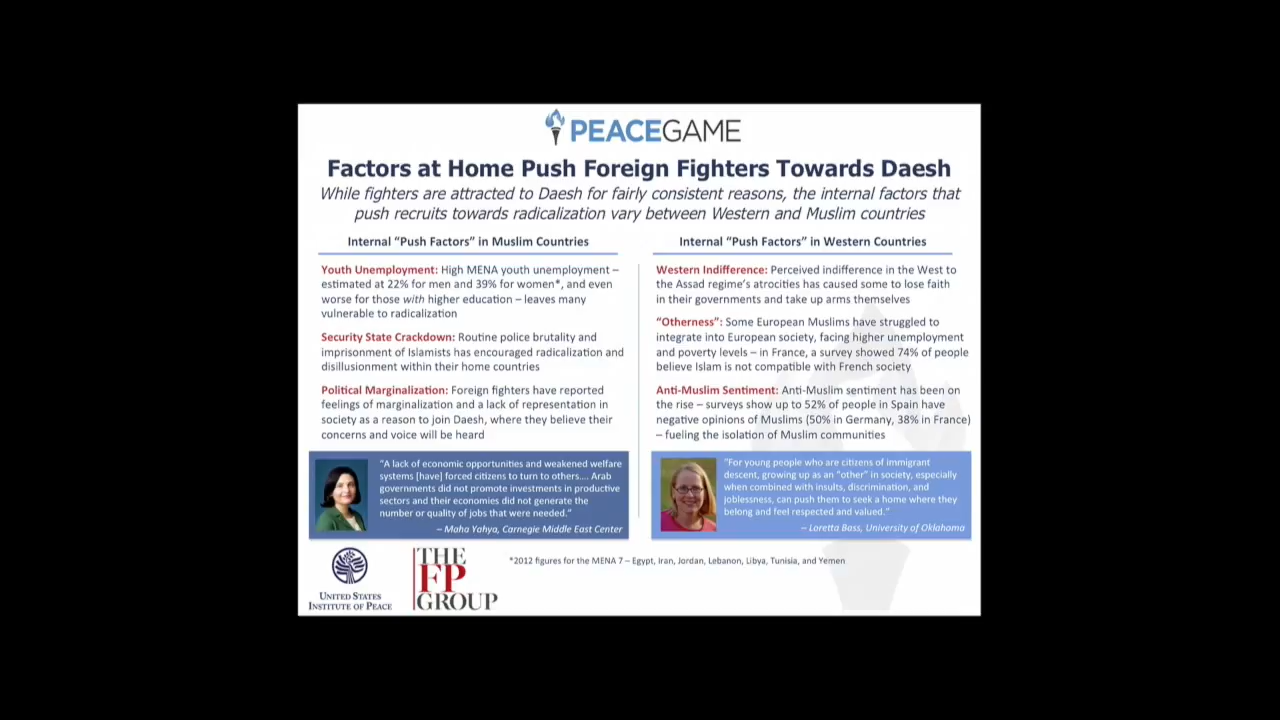 PEACEGAME
Factors at Home Push Foreign Fighters Towards Daesh
While fighters are attracted to Daesh for fairly consistent reasons, the internal factors that
push recruits towards radicalization vary between Western and Muslim countries
Internal “Push Factors” in Muslim Countries
Youth Unemployment: High MENA youth unemployment –
estimated at 22% for men and 39% for women*, and even
worse for those with higher education – leaves many
vulnerable to radicalization
Security State Crackdown: Routine police brutality and
imprisonment of Islamists has encouraged radicalization and
disillusionment within their home countries
Political Marginalization: Foreign fighters have reported
feelings of marginalization and a lack of representation in
society as a reason to join Daesh, where they believe their
concerns and voice will be heard
“A lack of economic opportunities and weakened welfare
systems [have] forced citizens to turn to others.... Arab
governments did not promote investments in productive
sectors and their economies did not generate the
number or quality of jobs that were needed.”
– Maha Yahya, Carnegie Middle East Center
Internal “Push Factors” in Western Countries
Western Indifference: Perceived indifference in the West to
the Assad regime’s atrocities has caused some to lose faith
in their governments and take up arms themselves
“Otherness”: Some European Muslims have struggled to
integrate into European society, facing higher unemployment
and poverty levels – in France, a survey showed 74% of people
believe Islam is not compatible with French society
Anti-Muslim Sentiment: Anti-Muslim sentiment has been on
the rise – surveys show up to 52% of people in Spain have
negative opinions of Muslims (50% in Germany, 38% in France)
– fueling the isolation of Muslim communities
“For young people who are citizens of immigrant
descent, growing up as an “other” in society, especially
when combined with insults, discrimination, and
joblessness, can push them to seek a home where they
belong and feel respected and valued.”
– Loretta Bass, University of Oklahoma
UNITED STATES
INSTITUTE OF PEACE
THE
FP
GROUP
*2012 figures for the MENA 7 – Egypt, Iran, Jordan, Lebanon, Libya, Tunisia, and Yemen